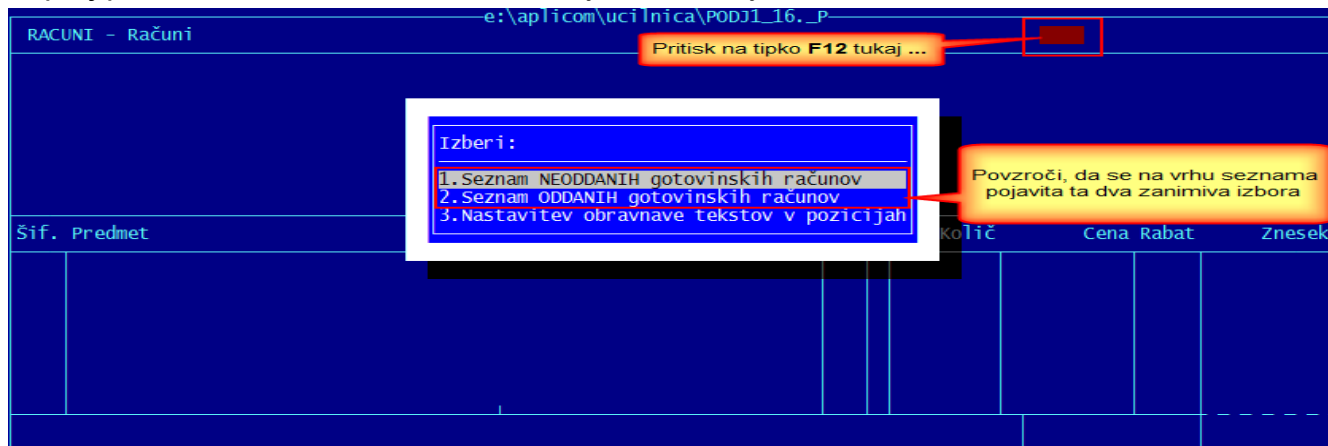 e:\aplicom\ucilnica\PODJ1_16._P
RACUNI - Računi
Pritisk na tipko F12 tukaj ...
Izberi:
1.Seznam NEODDANIH gotovinskih računov
2.Seznam ODDANIH gotovinskih računov
3.Nastavitev obravnave tekstov v pozicijah
Povzroči, da se na vrhu seznama
pojavita ta dva zanimiva izbora
Šif. Predmet Količ Cena Rabat Znesek